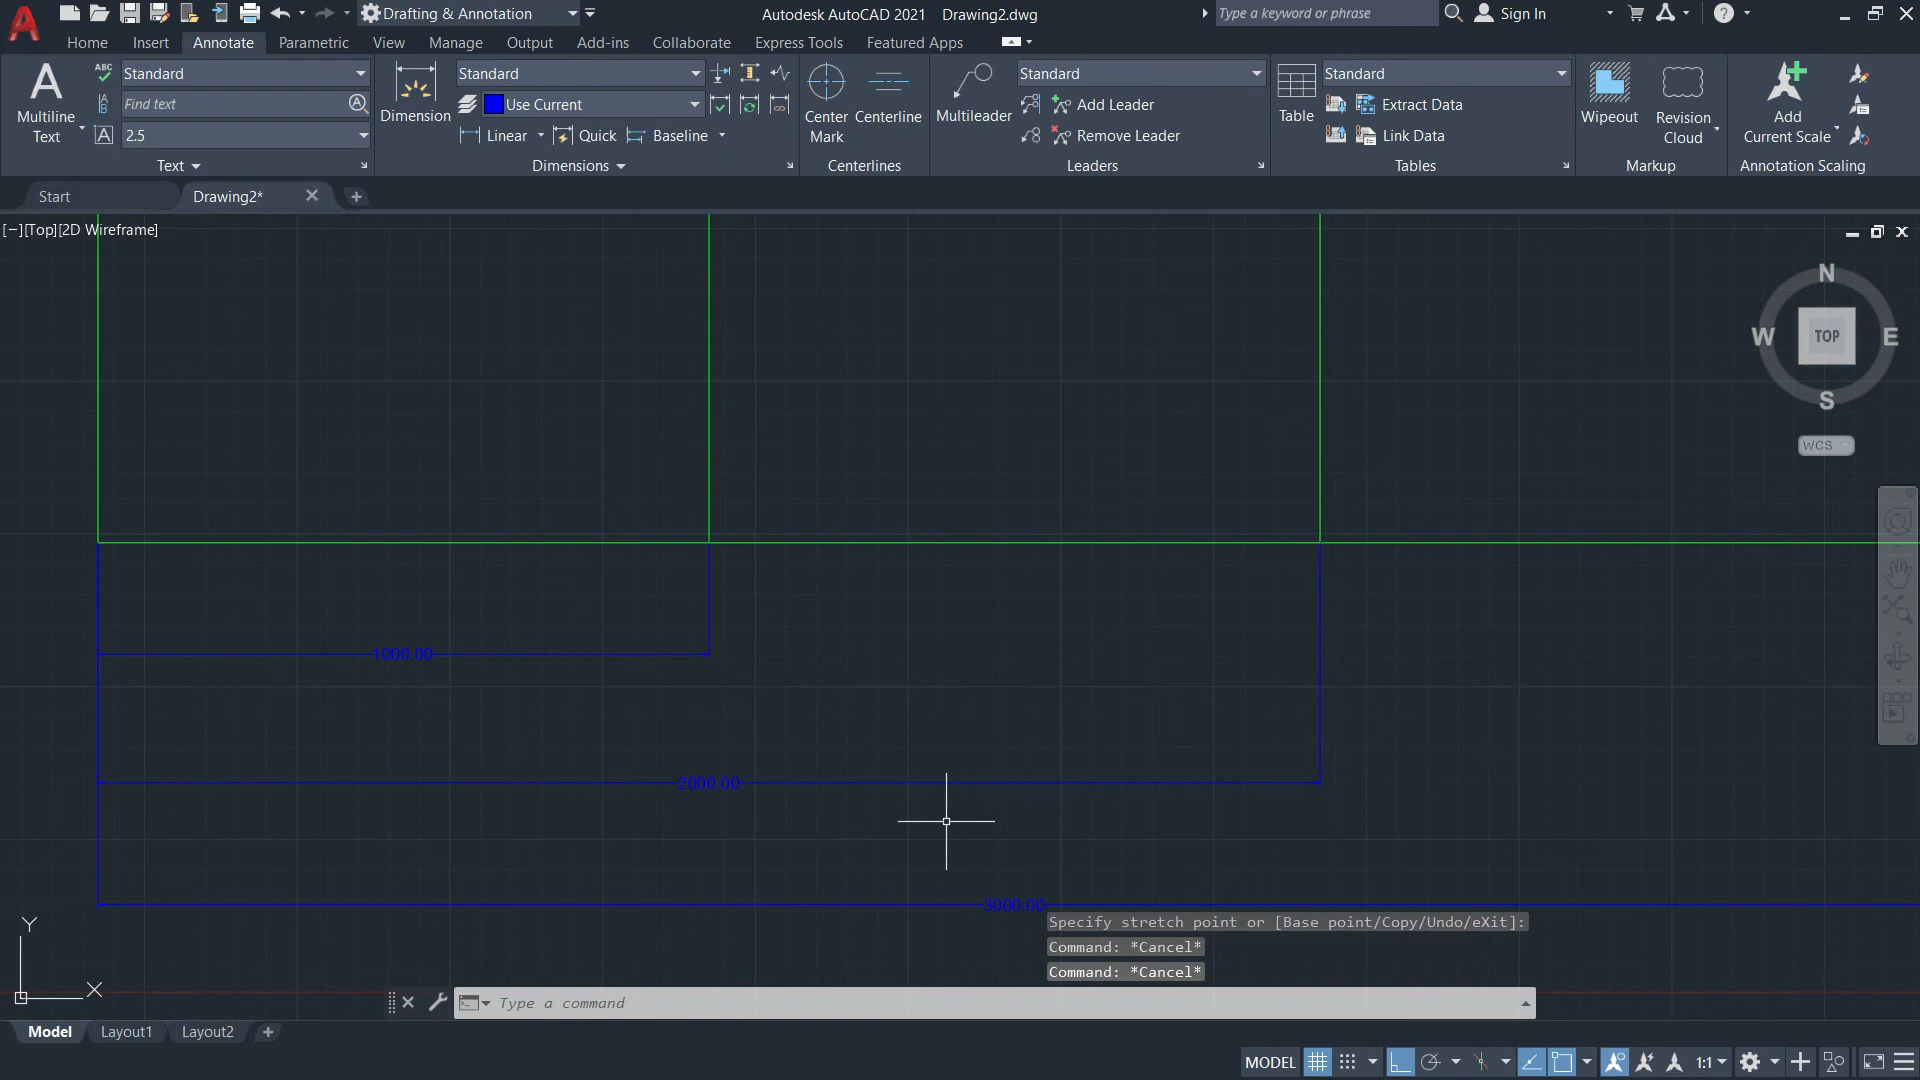 Drafting & Annotation
Autodesk AutoCAD 2021 Drawing2.dwg
Type a keyword or phrase
Sign In
Home Insert Annotate Parametric View Manage Output Add-ins Collaborate Express Tools Featured Apps
A
Multiline Text
ABC
Standard
Find text
2.5
Text
Dimension
Standard
Use Current
Linear Quick Baseline
Dimensions
Center Mark
Centerline
Centerlines
Multileader
Standard
Add Leader
Remove Leader
Leaders
Table
Standard
Extract Data
Link Data
Tables
Wipeout
Revision Cloud
Markup
Add Current Scale
Annotation Scaling
Start
Drawing2*
[−][Top][2D Wireframe]
N
W TOP E
S
WCS
1000.00
2000.00
3000.00
Y
X
Specify stretch point or [Base point/Copy/Undo/eXit]:
Command: *Cancel*
Command: *Cancel*
Type a command
Model Layout1 Layout2
MODEL
1:1